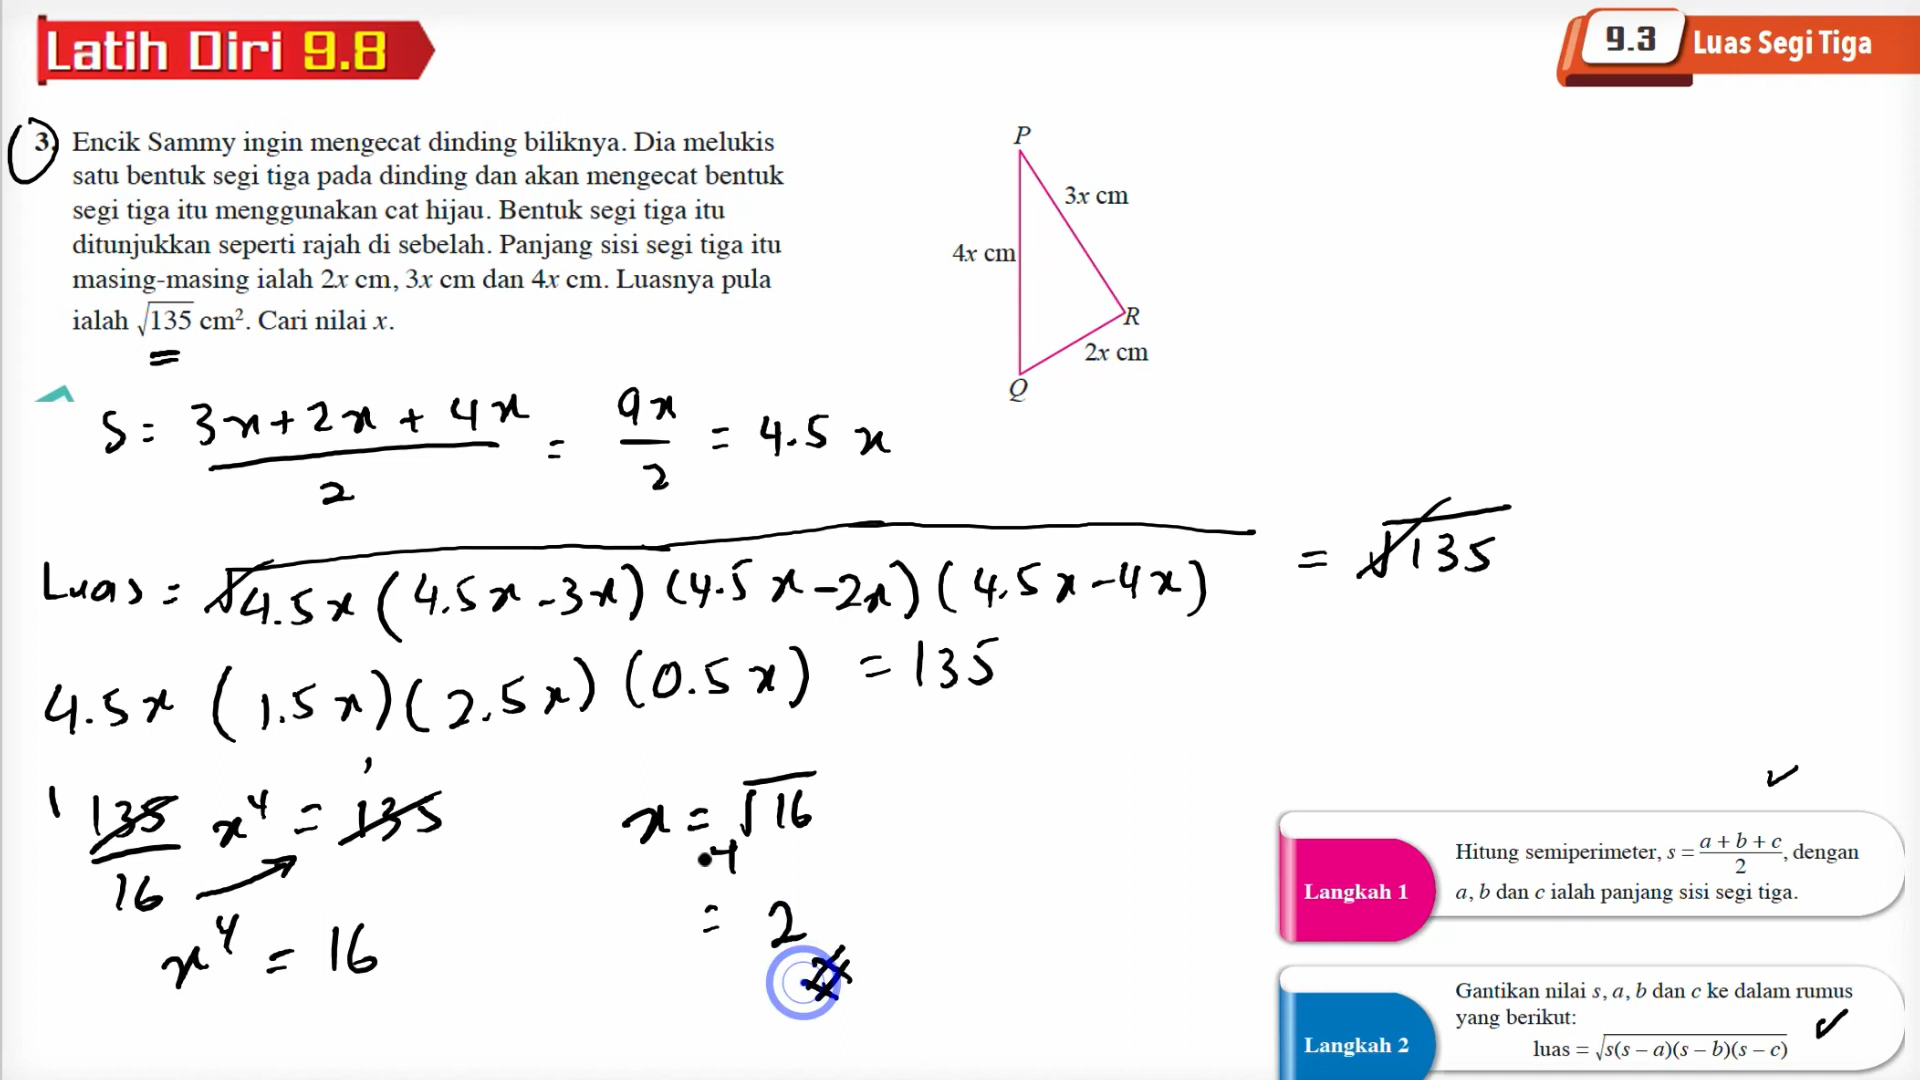 Latih Diri 9.8
9.3 Luas Segi Tiga
3. Encik Sammy ingin mengecat dinding biliknya. Dia melukis
satu bentuk segi tiga pada dinding dan akan mengecat bentuk
segi tiga itu menggunakan cat hijau. Bentuk segi tiga itu
ditunjukkan seperti rajah di sebelah. Panjang sisi segi tiga itu
masing-masing ialah 2x cm, 3x cm dan 4x cm. Luasnya pula
ialah √135 cm². Cari nilai x.
P
3x cm
4x cm
R
2x cm
Q
S = (3x + 2x + 4x)/2 = 9x/2 = 4.5x
Luas = √4.5x (4.5x - 3x) (4.5x - 2x) (4.5x - 4x) = √135
4.5x (1.5x) (2.5x) (0.5x) = 135
1 135/16 x⁴ = 135 1
x⁴ = 16
x = ⁴√16
= 2
Langkah 1
Hitung semiperimeter, s = (a + b + c)/2, dengan
a, b dan c ialah panjang sisi segi tiga.
Langkah 2
Gantikan nilai s, a, b dan c ke dalam rumus
yang berikut:
luas = √s(s – a)(s – b)(s – c)